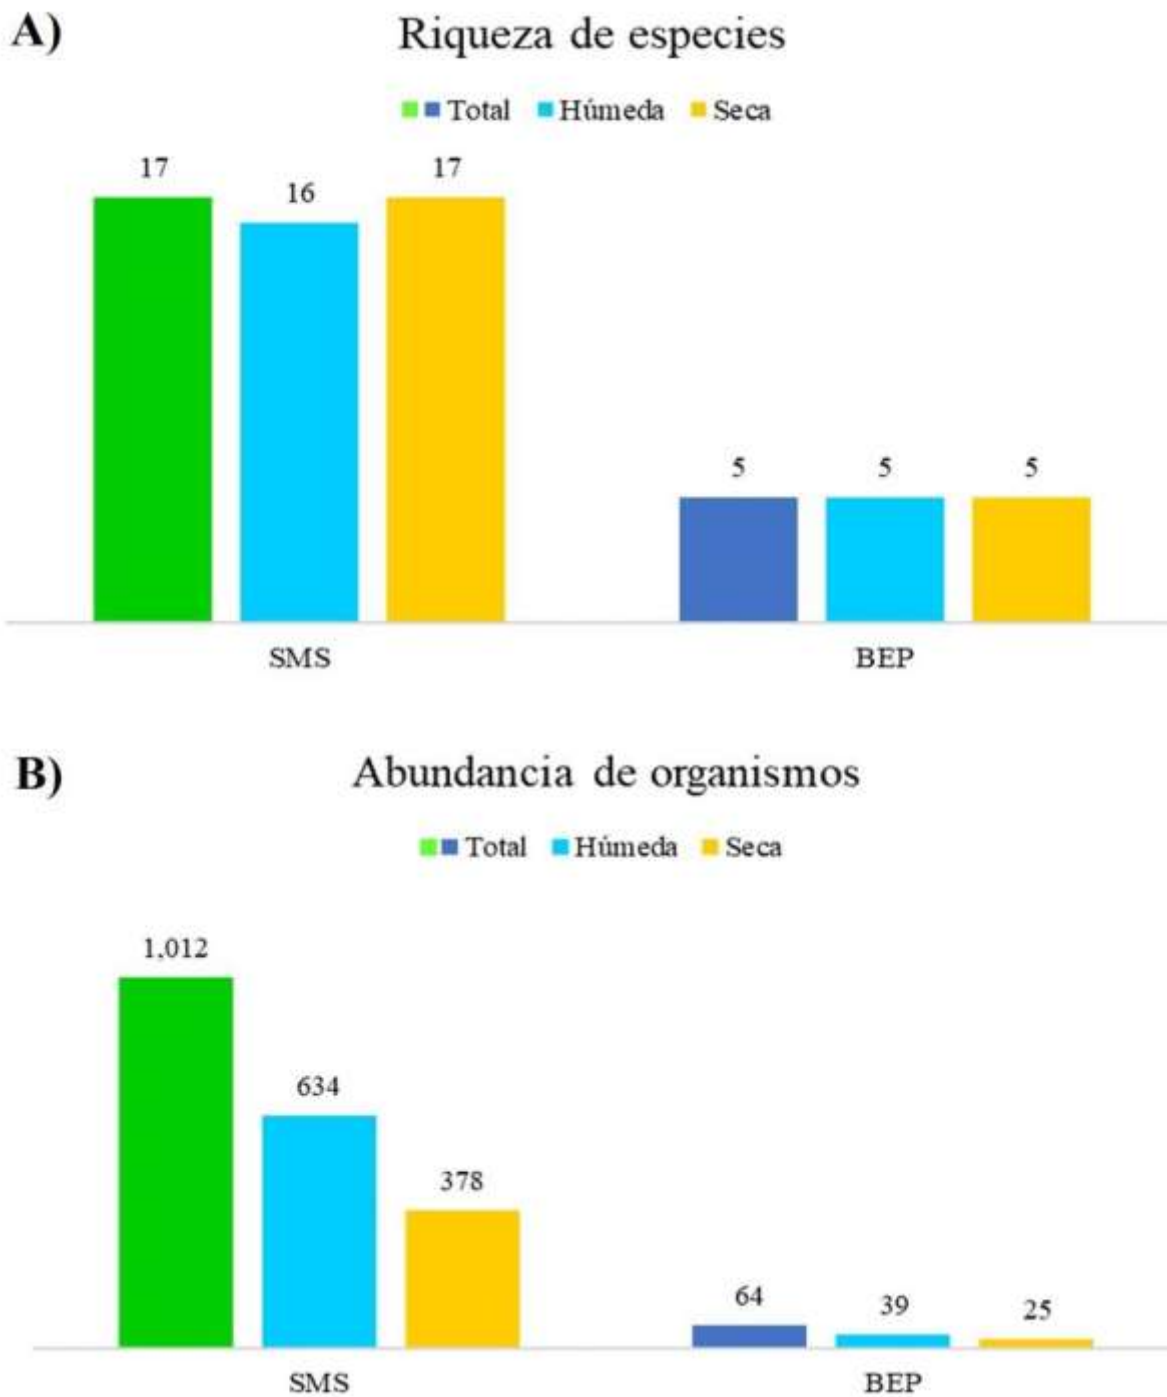 A)
Riqueza de especies
Total Húmeda Seca
17 16 17
5 5 5
SMS BEP
B)
Abundancia de organismos
Total Húmeda Seca
1,012
634
378
64 39 25
SMS BEP